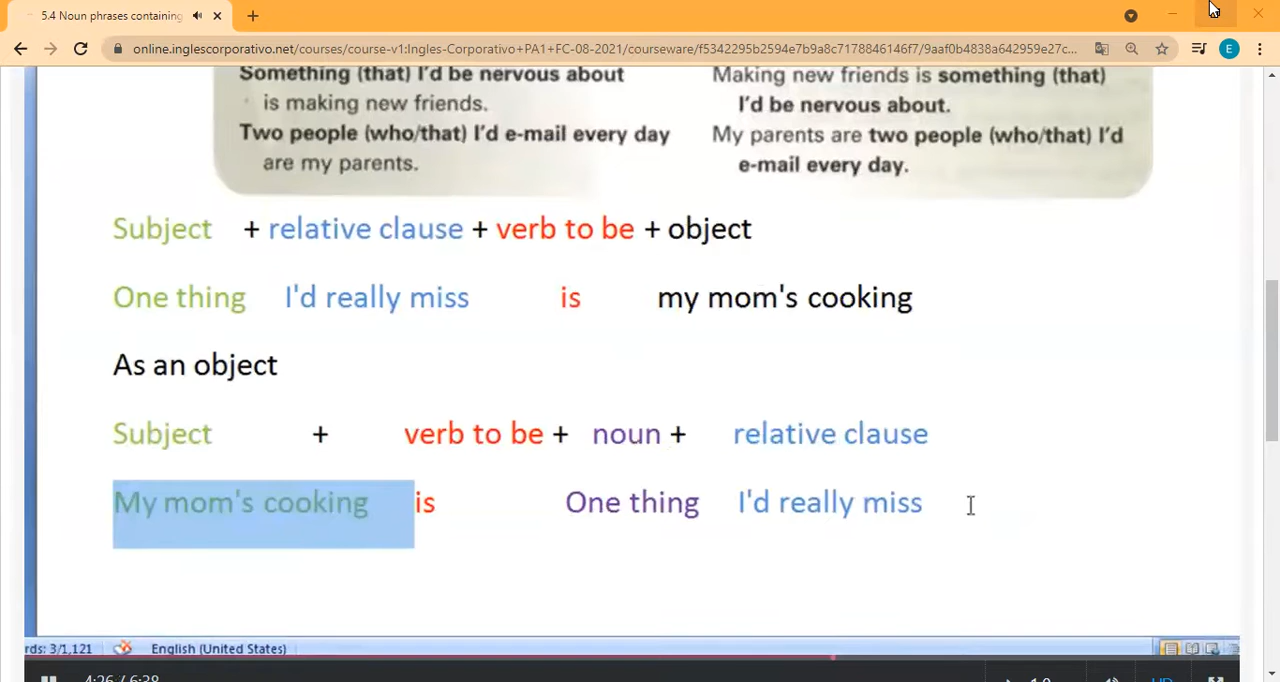 5.4 Noun phrases containing
online.inglescorporativo.net/courses/course-v1:Ingles-Corporativo+PA1+FC-08-2021/courseware/f5342295b2594e7b9a8c7178846146f7/9aaf0b4838a642959e27c...
E
Something (that) I'd be nervous about
is making new friends.
Two people (who/that) I'd e-mail every day
are my parents.
Making new friends is something (that)
I'd be nervous about.
My parents are two people (who/that) I'd
e-mail every day.
Subject + relative clause + verb to be + object
One thing I'd really miss is my mom's cooking
As an object
Subject + verb to be + noun + relative clause
My mom's cooking is One thing I'd really miss
rds: 3/1,121 English (United States)
4:26 / 6:38 1.0 HD